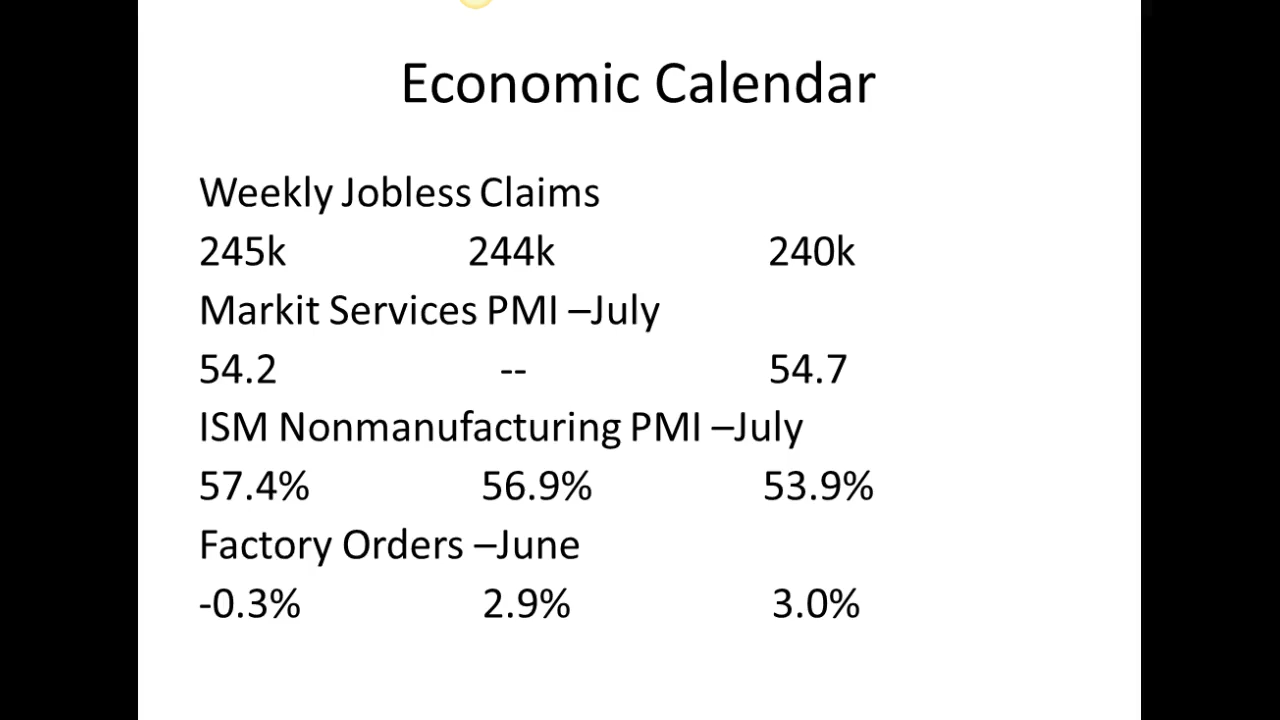 Economic Calendar
Weekly Jobless Claims
245k 244k 240k
Markit Services PMI –July
54.2 -- 54.7
ISM Nonmanufacturing PMI –July
57.4% 56.9% 53.9%
Factory Orders –June
-0.3% 2.9% 3.0%